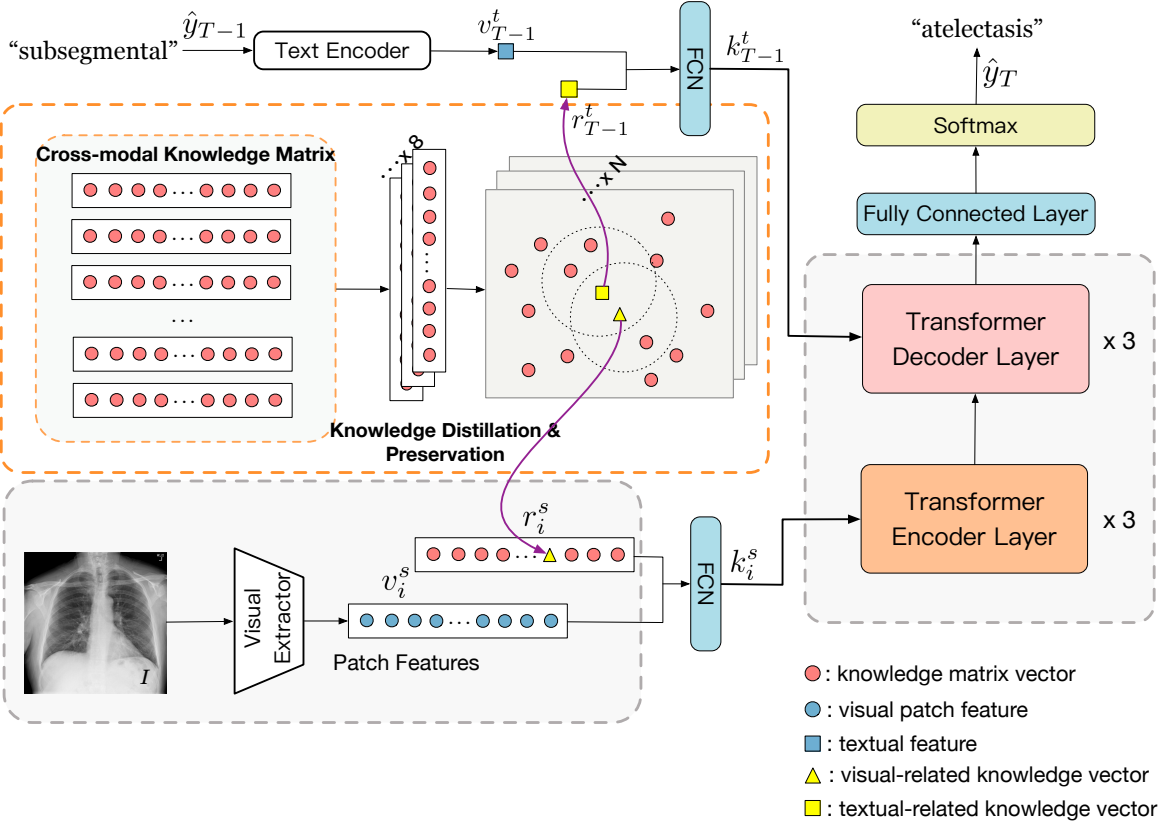 “subsegmental”
ŷ_{T−1}
Text Encoder
v^t_{T−1}
FCN
k^t_{T−1}
r^t_{T−1}
“atelectasis”
ŷ_T
Softmax
Fully Connected Layer
Transformer
Decoder Layer
x 3
Transformer
Encoder Layer
x 3
Cross-modal Knowledge Matrix
...
...
...
...
...
...
...x 8
...
...x N
Knowledge Distillation &
Preservation
r^s_i
...
v^s_i
...
Visual
Extractor
Patch Features
I
FCN
k^s_i
: knowledge matrix vector
: visual patch feature
: textual feature
: visual-related knowledge vector
: textual-related knowledge vector